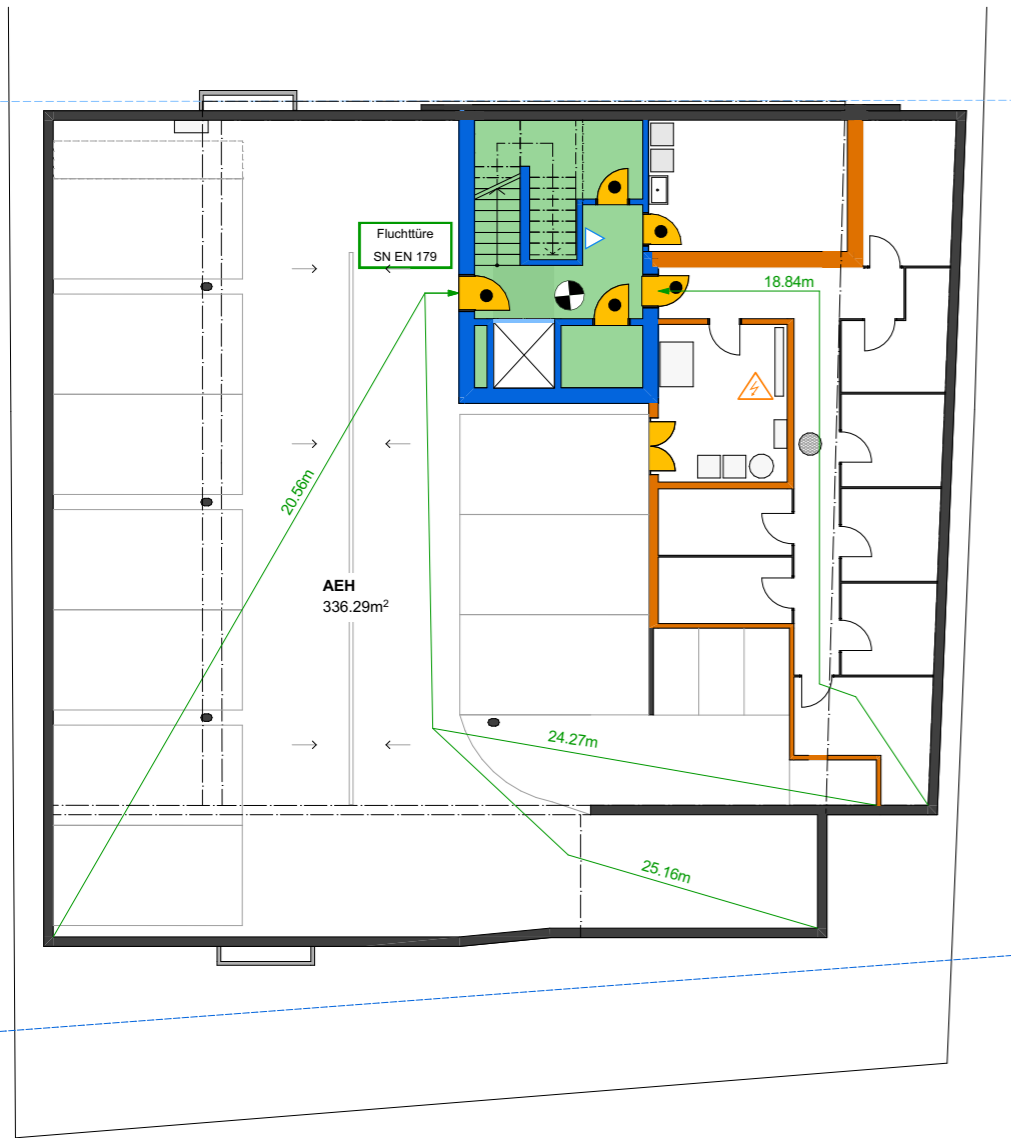 Fluchttüre
SN EN 179
18.84m
20.56m
AEH
336.29m²
24.27m
25.16m